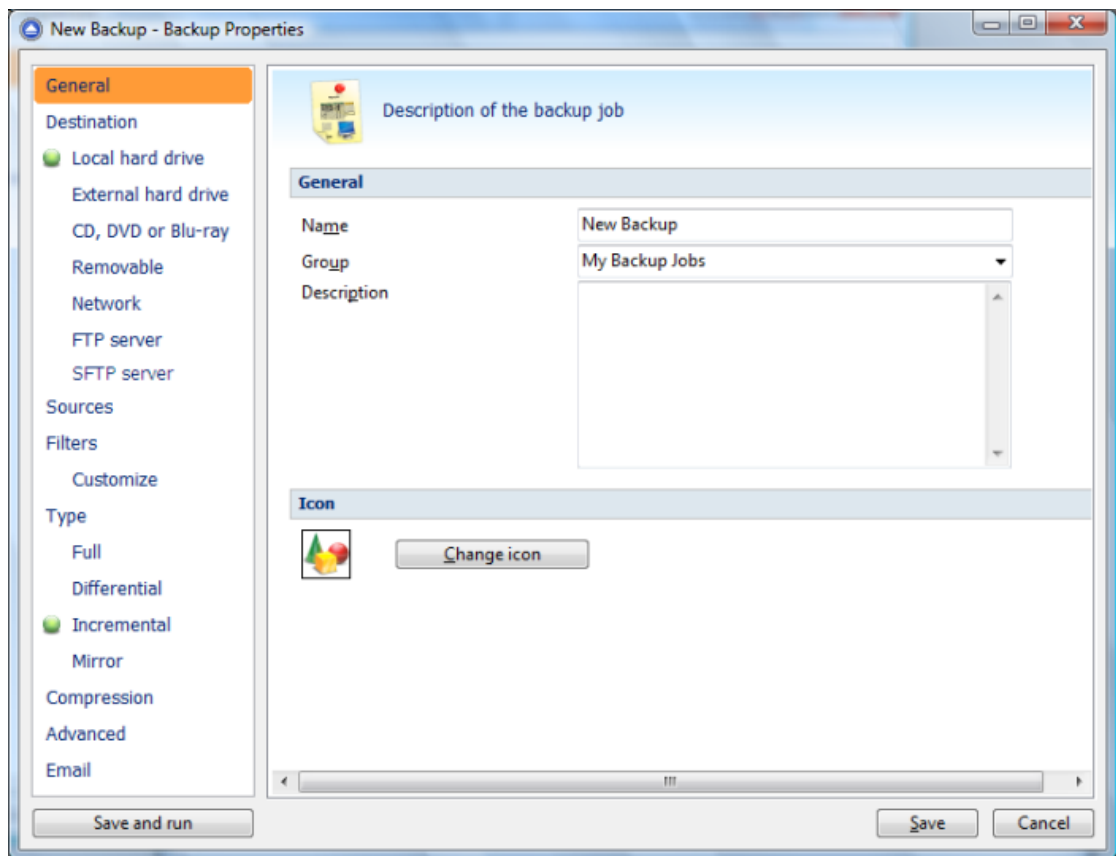 New Backup - Backup Properties
General
Destination
Local hard drive
External hard drive
CD, DVD or Blu-ray
Removable
Network
FTP server
SFTP server
Sources
Filters
Customize
Type
Full
Differential
Incremental
Mirror
Compression
Advanced
Email
Description of the backup job
General
Name New Backup
Group My Backup Jobs
Description
Icon
Change icon
Save and run
Save Cancel